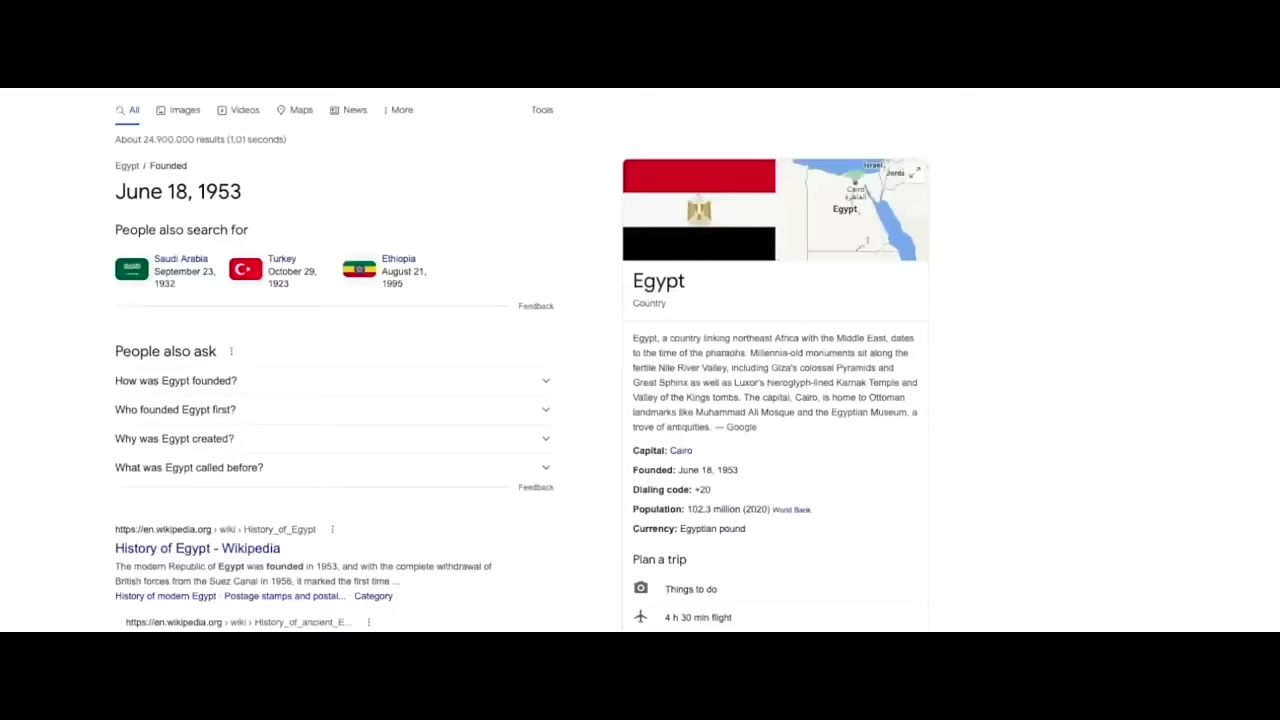 All Images Videos Maps News More Tools
About 24.900.000 results (1,01 seconds)
Egypt / Founded
June 18, 1953
People also search for
Saudi Arabia
September 23,
1932
Turkey
October 29,
1923
Ethiopia
August 21,
1995
Feedback
People also ask
How was Egypt founded?
Who founded Egypt first?
Why was Egypt created?
What was Egypt called before?
Feedback
https://en.wikipedia.org › wiki › History_of_Egypt
History of Egypt - Wikipedia
The modern Republic of Egypt was founded in 1953, and with the complete withdrawal of
British forces from the Suez Canal in 1956, it marked the first time ...
History of modern Egypt · Postage stamps and postal... · Category
https://en.wikipedia.org › wiki › History_of_ancient_E...
Israel
Jorda
Cairo
القاهرة
Egypt
Egypt
Country
Egypt, a country linking northeast Africa with the Middle East, dates
to the time of the pharaohs. Millennia-old monuments sit along the
fertile Nile River Valley, including Giza's colossal Pyramids and
Great Sphinx as well as Luxor's hieroglyph-lined Karnak Temple and
Valley of the Kings tombs. The capital, Cairo, is home to Ottoman
landmarks like Muhammad Ali Mosque and the Egyptian Museum, a
trove of antiquities. — Google
Capital: Cairo
Founded: June 18, 1953
Dialing code: +20
Population: 102.3 million (2020) World Bank
Currency: Egyptian pound
Plan a trip
Things to do
4 h 30 min flight